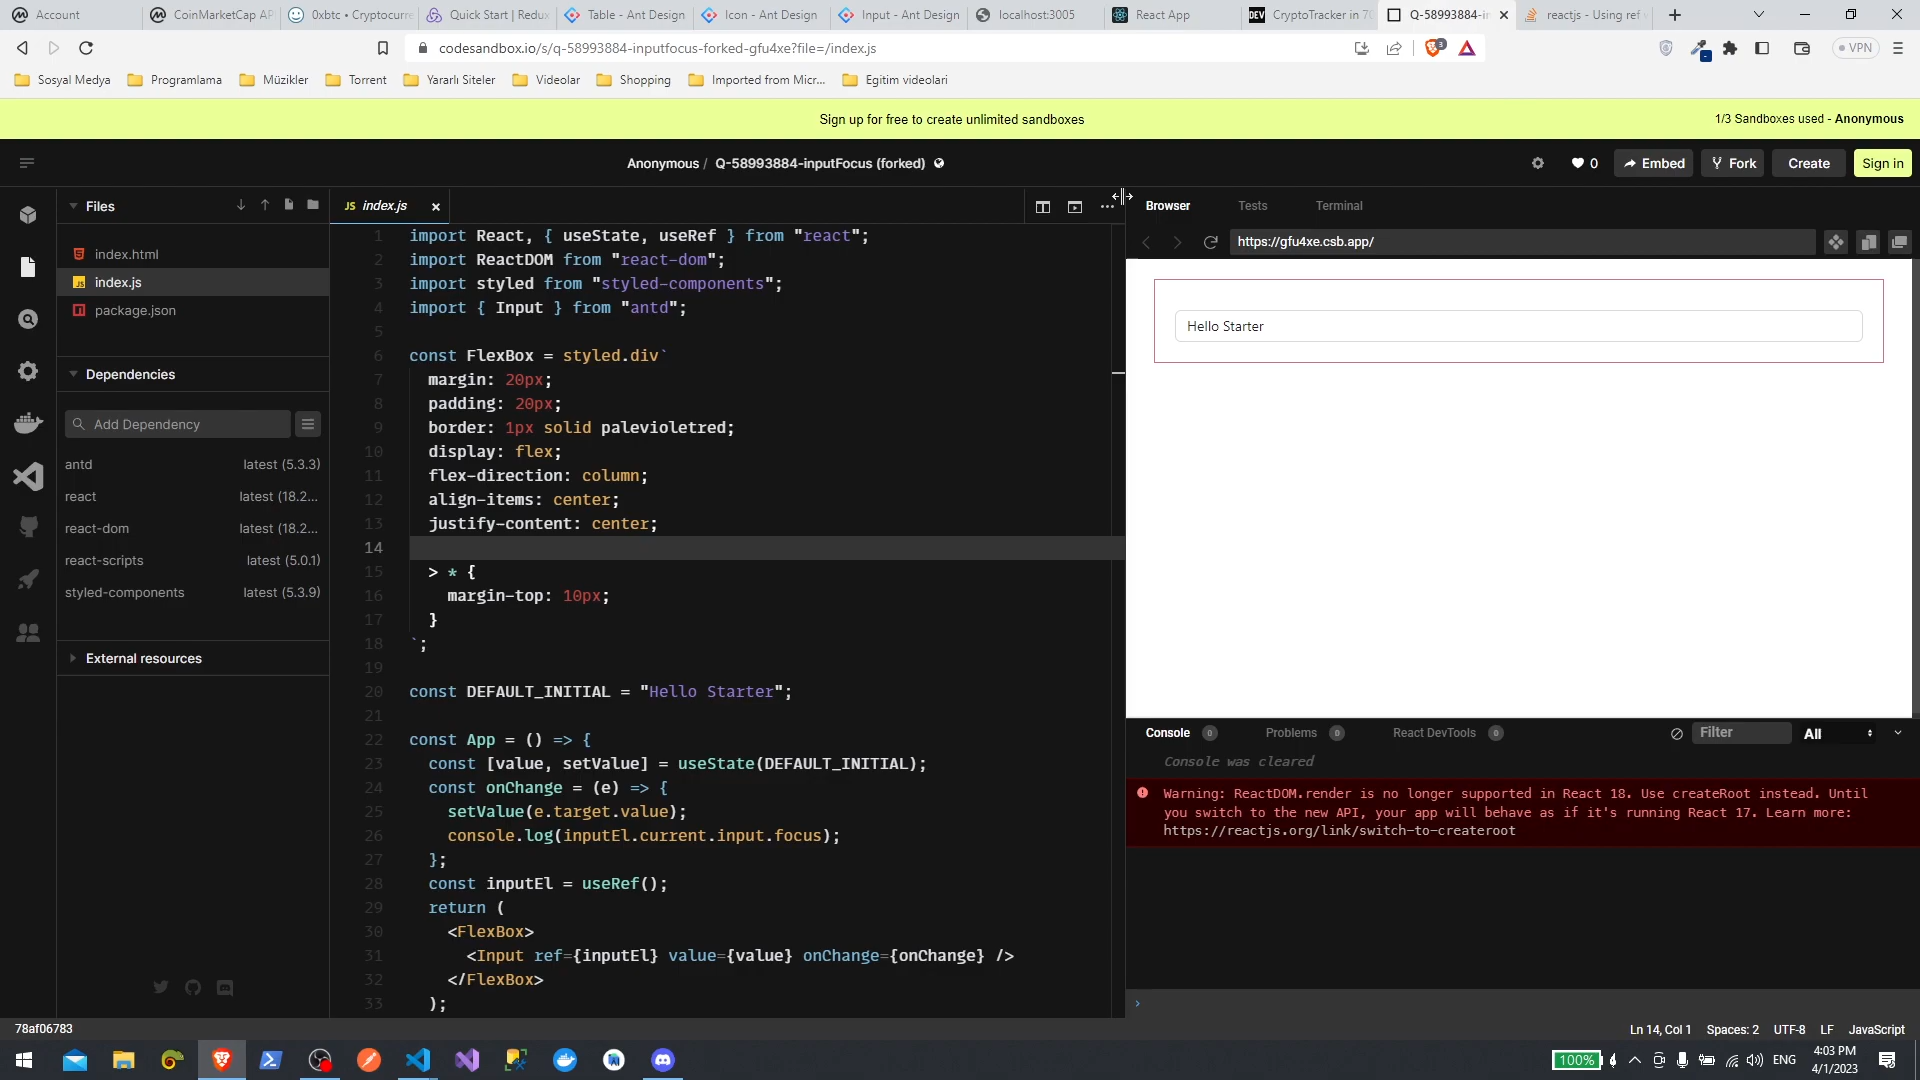 Account
CoinMarketCap AP
0xbtc • Cryptocurre
Quick Start | Redux
Table - Ant Design
Icon - Ant Design
Input - Ant Design
localhost:3005
React App
DEV
CryptoTracker in 7
Q-58993884-in
reactjs - Using ref
codesandbox.io/s/q-58993884-inputfocus-forked-gfu4xe?file=/index.js
3
VPN
Sosyal Medya
Programlama
Müzikler
Torrent
Yararlı Siteler
Videolar
Shopping
Imported from Micr...
Egitim videolari
Sign up for free to create unlimited sandboxes
1/3 Sandboxes used - Anonymous
Anonymous / Q-58993884-inputFocus (forked)
0
Embed
Fork
Create
Sign in
Files
index.html
JS index.js
package.json
Dependencies
Add Dependency
antd latest (5.3.3)
react latest (18.2...
react-dom latest (18.2...
react-scripts latest (5.0.1)
styled-components latest (5.3.9)
External resources
JS index.js
1 import React, { useState, useRef } from "react";
2 import ReactDOM from "react-dom";
3 import styled from "styled-components";
4 import { Input } from "antd";
5
6 const FlexBox = styled.div`
7 margin: 20px;
8 padding: 20px;
9 border: 1px solid palevioletred;
10 display: flex;
11 flex-direction: column;
12 align-items: center;
13 justify-content: center;
14
15 > * {
16 margin-top: 10px;
17 }
18 `;
19
20 const DEFAULT_INITIAL = "Hello Starter";
21
22 const App = () => {
23 const [value, setValue] = useState(DEFAULT_INITIAL);
24 const onChange = (e) => {
25 setValue(e.target.value);
26 console.log(inputEl.current.input.focus);
27 };
28 const inputEl = useRef();
29 return (
30 <FlexBox>
31 <Input ref={inputEl} value={value} onChange={onChange} />
32 </FlexBox>
33 );
Browser
Tests
Terminal
https://gfu4xe.csb.app/
Hello Starter
Console 0
Problems 0
React DevTools 0
Filter
All
Console was cleared
Warning: ReactDOM.render is no longer supported in React 18. Use createRoot instead. Until
you switch to the new API, your app will behave as if it's running React 17. Learn more:
https://reactjs.org/link/switch-to-createroot
78af06783
Ln 14, Col 1
Spaces: 2
UTF-8
LF
JavaScript
100%
ENG
4:03 PM
4/1/2023